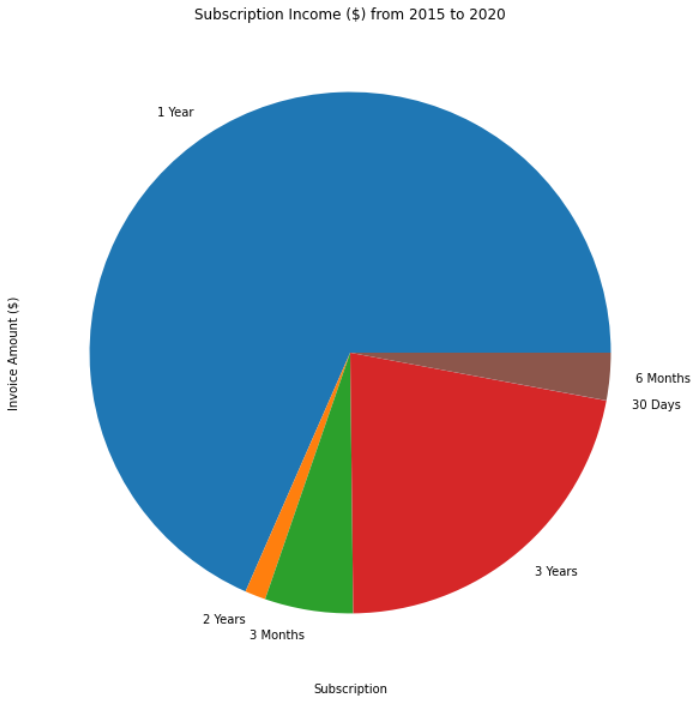 Subscription Income ($) from 2015 to 2020
1 Year
Invoice Amount ($)
6 Months
30 Days
3 Years
2 Years
3 Months
Subscription